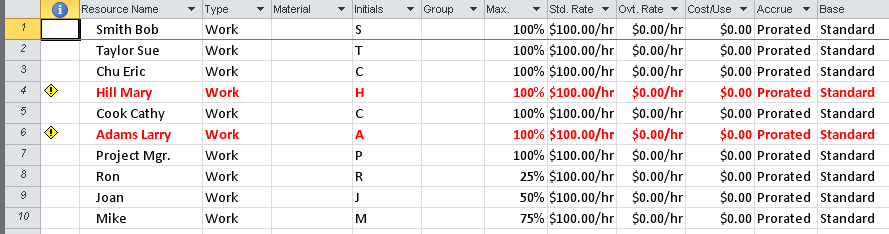 Resource Name Type Material Initials Group Max. Std. Rate Ovt. Rate Cost/Use Accrue Base
1 Smith Bob Work S 100% $100.00/hr $0.00/hr $0.00 Prorated Standard
2 Taylor Sue Work T 100% $100.00/hr $0.00/hr $0.00 Prorated Standard
3 Chu Eric Work C 100% $100.00/hr $0.00/hr $0.00 Prorated Standard
4 Hill Mary Work H 100% $100.00/hr $0.00/hr $0.00 Prorated Standard
5 Cook Cathy Work C 100% $100.00/hr $0.00/hr $0.00 Prorated Standard
6 Adams Larry Work A 100% $100.00/hr $0.00/hr $0.00 Prorated Standard
7 Project Mgr. Work P 100% $100.00/hr $0.00/hr $0.00 Prorated Standard
8 Ron Work R 25% $100.00/hr $0.00/hr $0.00 Prorated Standard
9 Joan Work J 50% $100.00/hr $0.00/hr $0.00 Prorated Standard
10 Mike Work M 75% $100.00/hr $0.00/hr $0.00 Prorated Standard